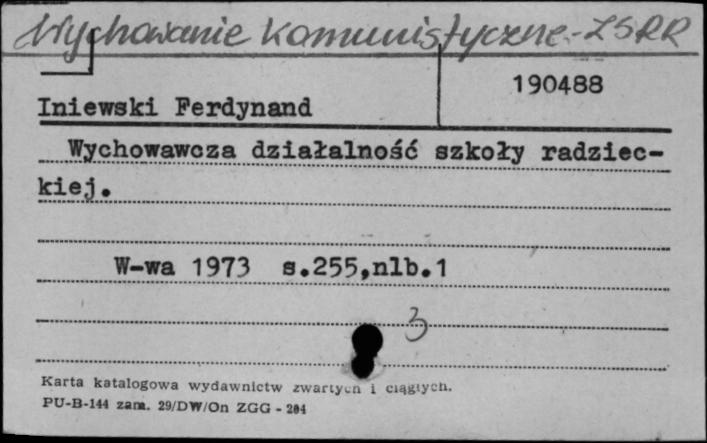 Wychowanie komunistyczne - ZSRR
190488
Iniewski Ferdynand
Wychowawcza działalność szkoły radziec-
kiej.
W-wa 1973 s.255,nlb.1
3
Karta katalogowa wydawnictw zwartych i ciągłych.
PU-B-144 zam. 29/DW/On ZGG - 204